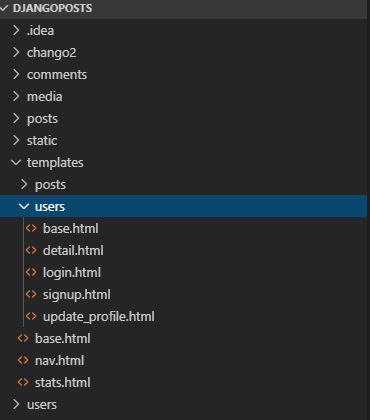 DJANGOPOSTS
.idea
chango2
comments
media
posts
static
templates
posts
users
base.html
detail.html
login.html
signup.html
update_profile.html
base.html
nav.html
stats.html
users